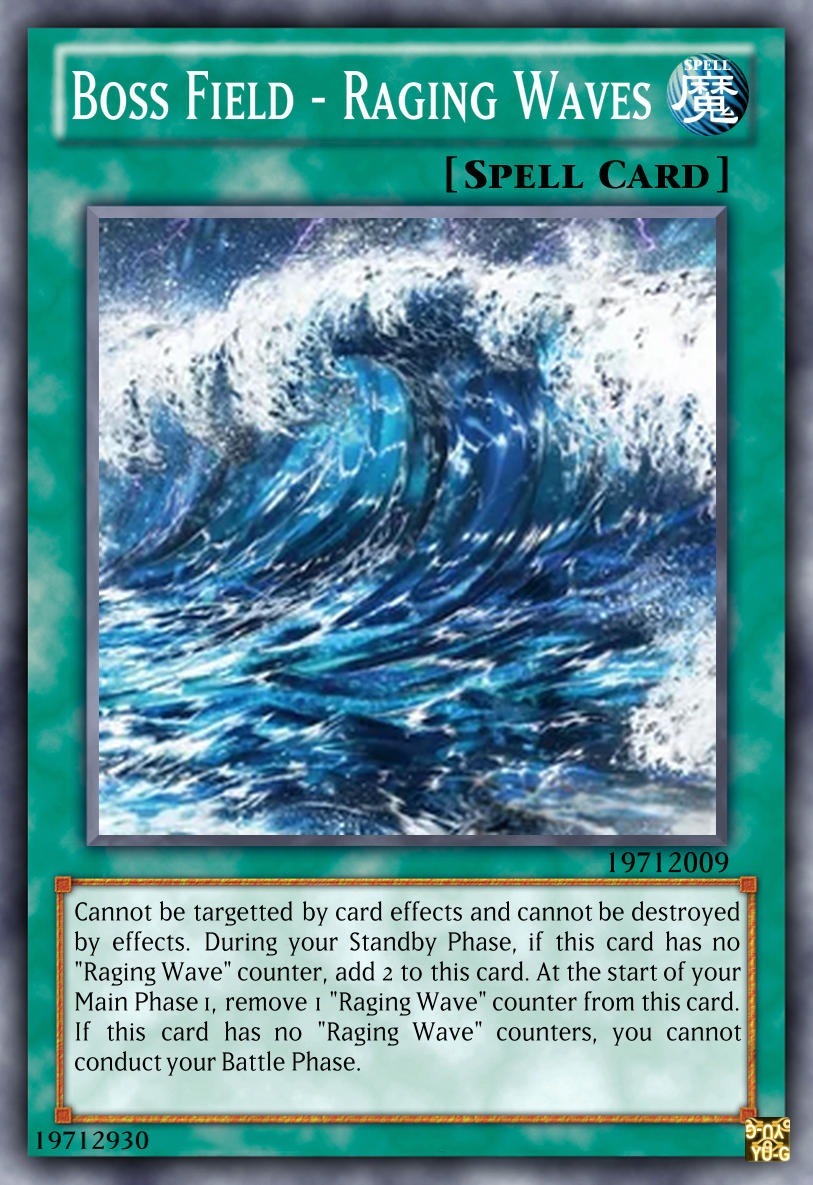 Boss Field - Raging Waves
SPELL
魔
[Spell Card]
19712009
Cannot be targetted by card effects and cannot be destroyed
by effects. During your Standby Phase, if this card has no
"Raging Wave" counter, add 2 to this card. At the start of your
Main Phase 1, remove 1 "Raging Wave" counter from this card.
If this card has no "Raging Wave" counters, you cannot
conduct your Battle Phase.
19712930